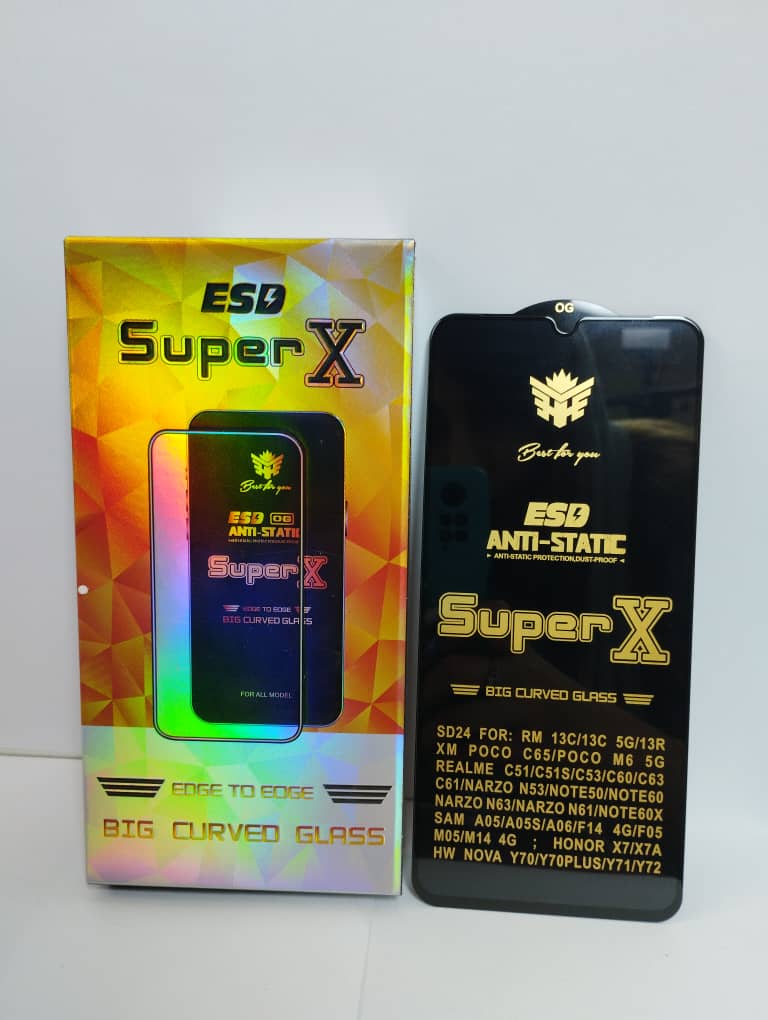 ESD
Super X
Best for you
ESD OG
ANTI-STATIC
Super X
EDGE TO EDGE
BIG CURVED GLASS
FOR ALL MODEL
EDGE TO EDGE
BIG CURVED GLASS
OG
Best for you
ESD
ANTI-STATIC
ANTI-STATIC PROTECTION,DUST-PROOF
Super X
BIG CURVED GLASS
SD24 FOR: RM 13C/13C 5G/13R
XM POCO C65/POCO M6 5G
REALME C51/C51S/C53/C60/C63
C61/NARZO N53/NOTE50/NOTE60
NARZO N63/NARZO N61/NOTE60X
SAM A05/A05S/A06/F14 4G/F05
M05/M14 4G ; HONOR X7/X7A
HW NOVA Y70/Y70PLUS/Y71/Y72